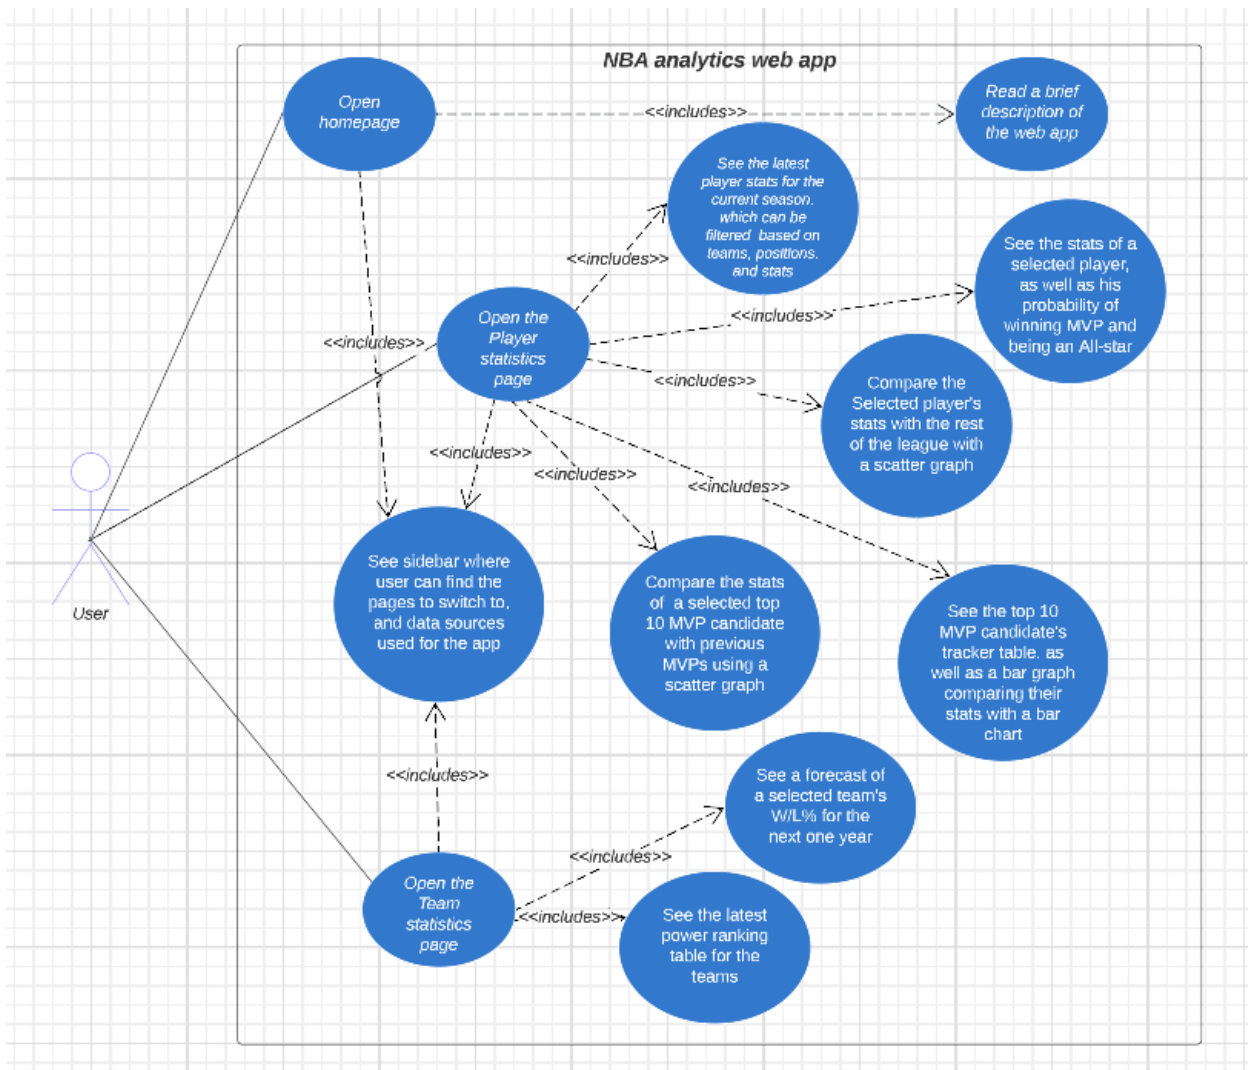 NBA analytics web app
Open
homepage
<<includes>>
Read a brief
description of
the web app
See the latest
player stats for the
current season.
which can be
filtered based on
teams, positions.
and stats
<<includes>>
See the stats of a
selected player,
as well as his
probability of
winning MVP and
being an All-star
<<includes>>
Open the
Player
statistics
page
<<includes>>
<<includes>>
Compare the
Selected player's
stats with the rest
of the league with
a scatter graph
<<includes>>
<<includes>>
<<includes>>
User
See sidebar where
user can find the
pages to switch to,
and data sources
used for the app
Compare the stats
of a selected top
10 MVP candidate
with previous
MVPs using a
scatter graph
See the top 10
MVP candidate's
tracker table. as
well as a bar graph
comparing their
stats with a bar
chart
<<includes>>
See a forecast of
a selected team's
W/L% for the
next one year
<<includes>>
Open the
Team
statistics
page
<<includes>>
See the latest
power ranking
table for the
teams